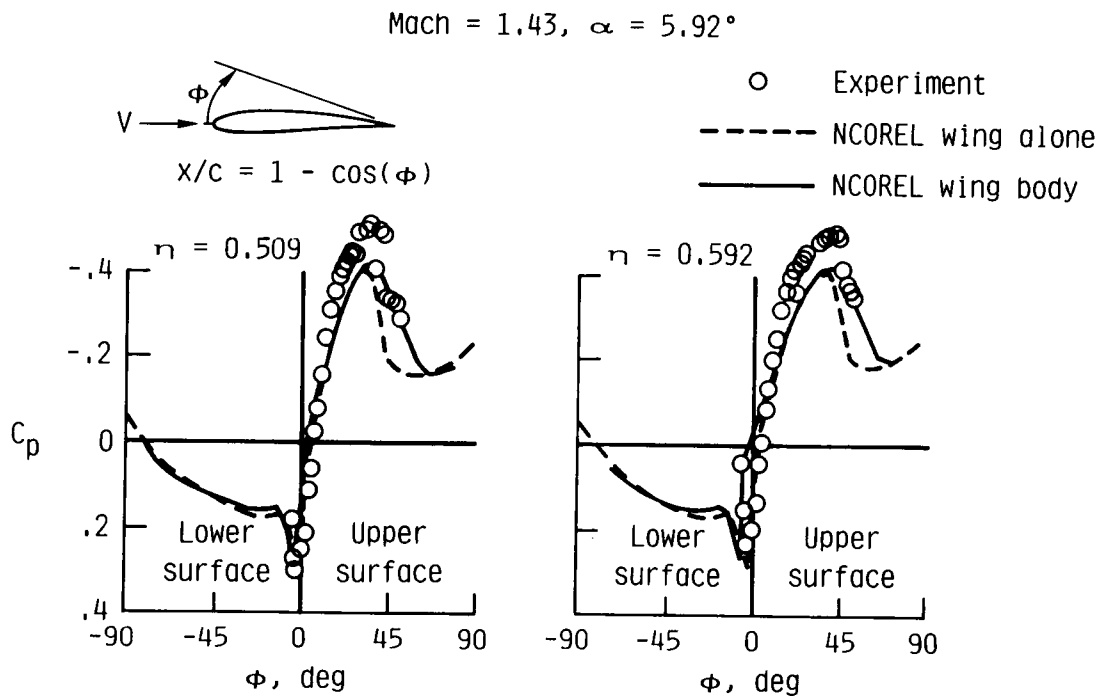 Mach = 1.43, α = 5.92°
ϕ
V
x/c = 1 - cos(ϕ)
Experiment
NCOREL wing alone
NCOREL wing body
η = 0.509
-.4
-.2
0
.2
.4
Cp
Lower surface
Upper surface
-90 -45 0 45 90
ϕ, deg
η = 0.592
Lower surface
Upper surface
-90 -45 0 45 90
ϕ, deg